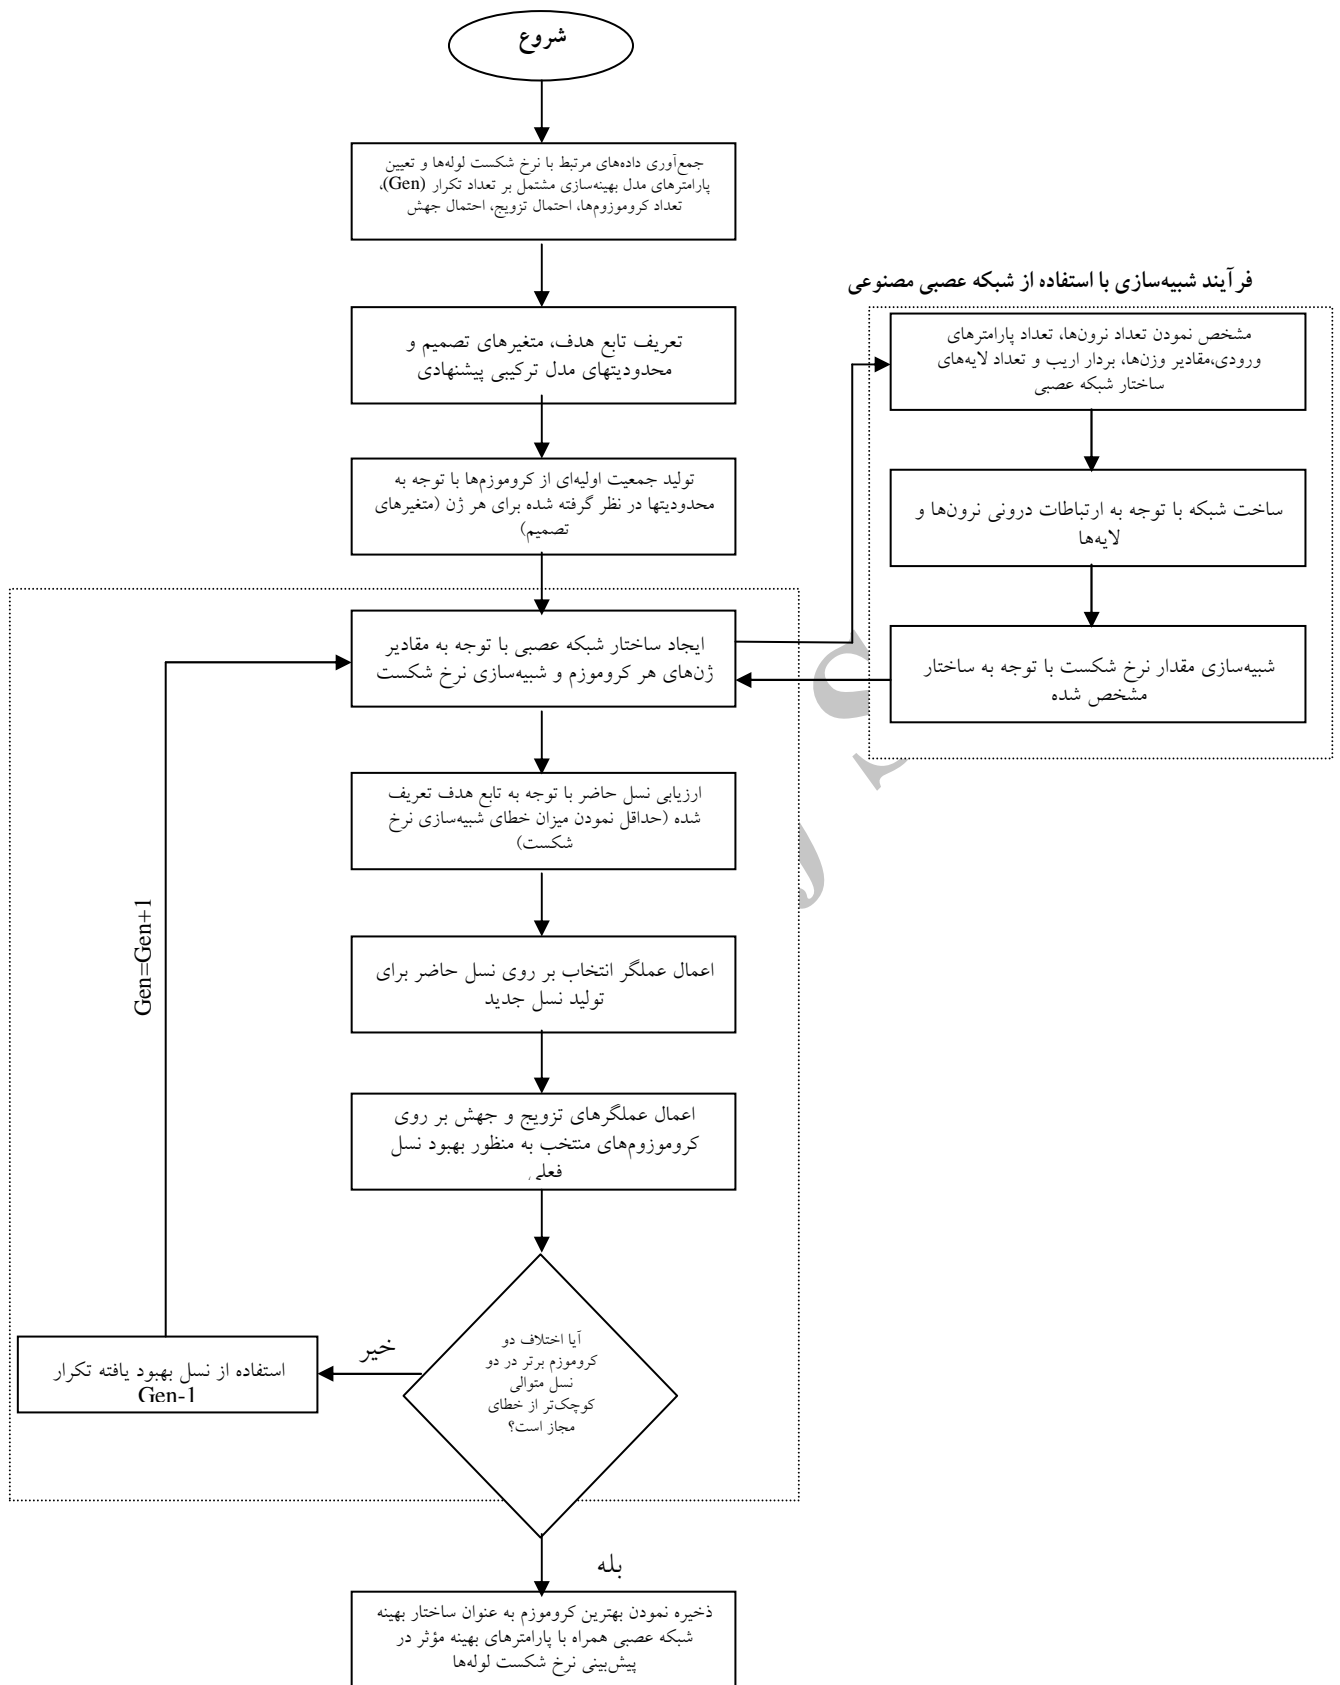 شروع
جمع‌آوری داده‌های مرتبط با نرخ شکست لوله‌ها و تعیین
پارامترهای مدل بهینه‌سازی مشتمل بر تعداد تکرار (Gen)،
تعداد کروموزوم‌ها، احتمال تزویج، احتمال جهش
تعریف تابع هدف، متغیرهای تصمیم و
محدودیتهای مدل ترکیبی پیشنهادی
تولید جمعیت اولیه‌ای از کروموزم‌ها با توجه به
محدودیتها در نظر گرفته شده برای هر ژن (متغیرهای
تصمیم)
فرآیند شبیه‌سازی با استفاده از شبکه عصبی مصنوعی
مشخص نمودن تعداد نرون‌ها، تعداد پارامترهای
ورودی،مقادیر وزن‌ها، بردار اریب و تعداد لایه‌های
ساختار شبکه عصبی
ساخت شبکه با توجه به ارتباطات درونی نرون‌ها و
لایه‌ها
شبیه‌سازی مقدار نرخ شکست با توجه به ساختار
مشخص شده
ایجاد ساختار شبکه عصبی با توجه به مقادیر
ژن‌های هر کروموزم و شبیه‌سازی نرخ شکست
ارزیابی نسل حاضر با توجه به تابع هدف تعریف
شده (حداقل نمودن میزان خطای شبیه‌سازی نرخ
شکست)
اعمال عملگر انتخاب بر روی نسل حاضر برای
تولید نسل جدید
اعمال عملگرهای تزویج و جهش بر روی
کروموزوم‌های منتخب به منظور بهبود نسل
فعلی
آیا اختلاف دو
کروموزم برتر در دو
نسل متوالی
کوچک‌تر از خطای
مجاز است؟
خیر
استفاده از نسل بهبود یافته تکرار
Gen-1
Gen=Gen+1
بله
ذخیره نمودن بهترین کروموزم به عنوان ساختار بهینه
شبکه عصبی همراه با پارامترهای بهینه مؤثر در
پیش‌بینی نرخ شکست لوله‌ها